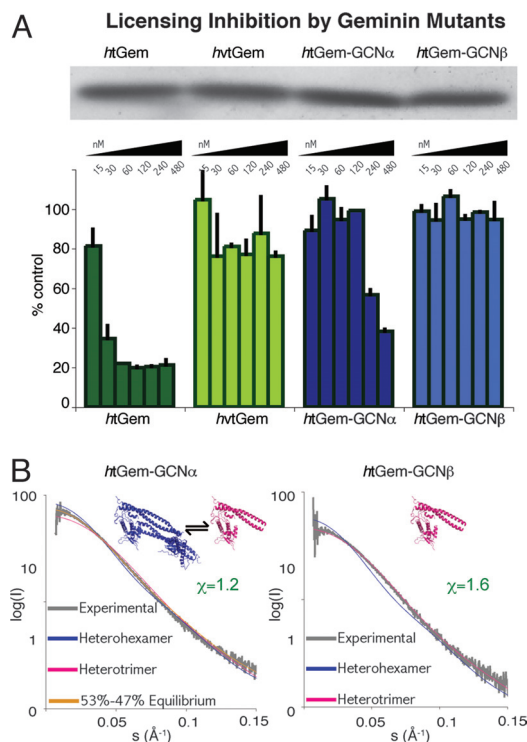 A
Licensing Inhibition by Geminin Mutants
htGem hvtGem htGem-GCNα htGem-GCNβ
nM nM nM nM
15 30 60 120 240 480 15 30 60 120 240 480 15 30 60 120 240 480 15 30 60 120 240 480
% control
100
80
60
40
20
0
htGem hvtGem htGem-GCNα htGem-GCNβ
B
htGem-GCNα
log(I)
100
10
1
0
χ=1.2
Experimental
Heterohexamer
Heterotrimer
53%-47% Equilibrium
0.05 0.10 0.15
s (Å-1)
htGem-GCNβ
log(I)
100
10
1
0
χ=1.6
Experimental
Heterohexamer
Heterotrimer
0.05 0.10 0.15
s (Å-1)